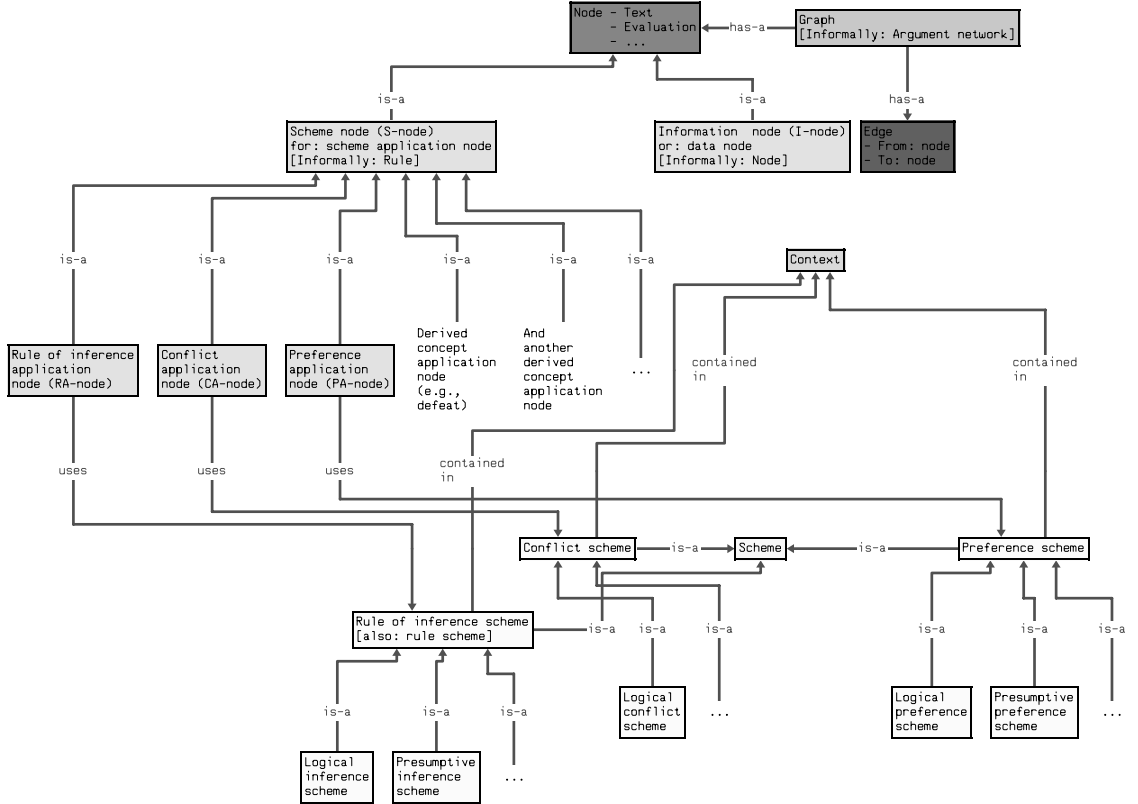 Node - Text
- Evaluation
- ...
has-a
Graph
[Informally: Argument network]
is-a
is-a
has-a
Scheme node (S-node)
for: scheme application node
[Informally: Rule]
Information  node (I-node)
or: data node
[Informally: Node]
Edge
- From: node
- To: node
is-a
is-a
is-a
is-a
is-a
is-a
Context
Rule of inference
application
node (RA-node)
Conflict
application
node (CA-node)
Preference
application
node (PA-node)
Derived
concept
application
node
(e.g.,
defeat)
And
another
derived
concept
application
node
...
contained
in
contained
in
uses
uses
uses
contained
in
Conflict scheme
is-a
Scheme
is-a
Preference scheme
Rule of inference scheme
[also: rule scheme]
is-a
is-a
is-a
is-a
is-a
is-a
Logical
conflict
scheme
...
Logical
preference
scheme
Presumptive
preference
scheme
...
is-a
is-a
is-a
Logical
inference
scheme
Presumptive
inference
scheme
...